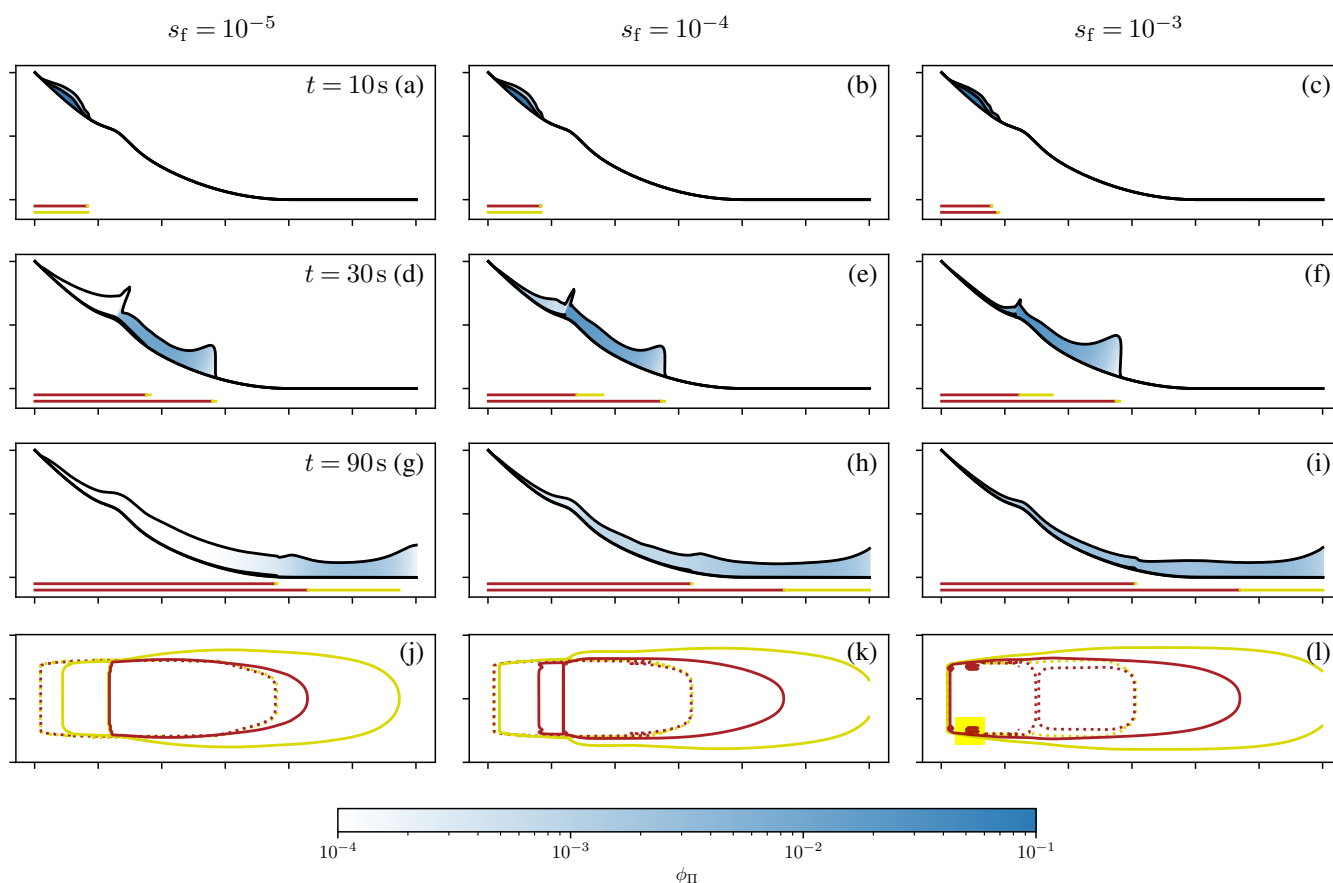 s_f = 10⁻⁵
s_f = 10⁻⁴
s_f = 10⁻³
t = 10 s (a)
(b)
(c)
t = 30 s (d)
(e)
(f)
t = 90 s (g)
(h)
(i)
(j)
(k)
(l)
10⁻⁴
10⁻³
10⁻²
10⁻¹
ϕ_Π